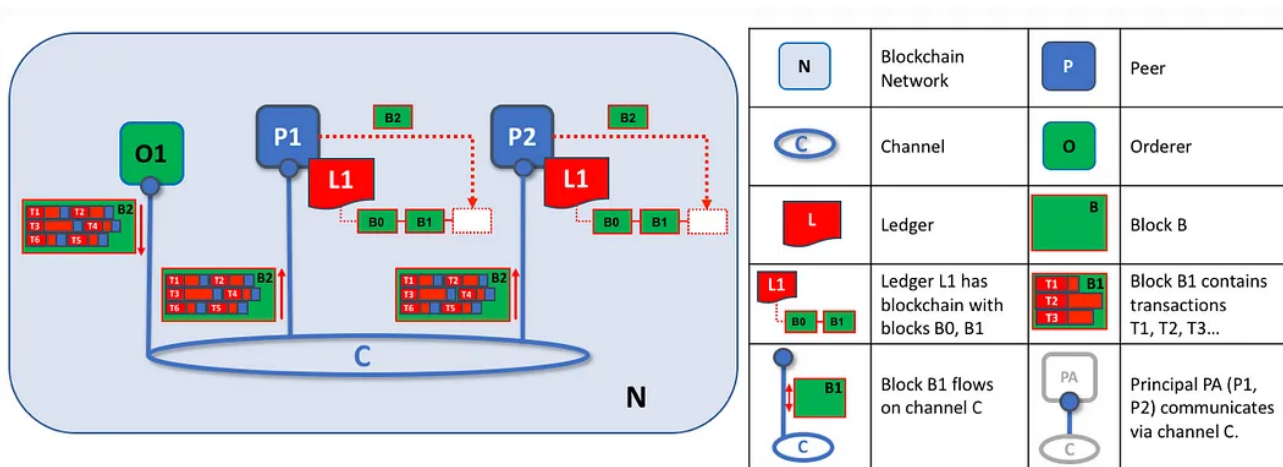 O1
P1
B2
P2
B2
L1
L1
B0 B1
B0 B1
T1 T2 B2
T3 T4
T6 T5
T1 T2 B2
T3 T4
T6 T5
T1 T2 B2
T3 T4
T6 T5
C
N
N
Blockchain
Network
P
Peer
C
Channel
O
Orderer
L
Ledger
B
Block B
L1
B0 B1
Ledger L1 has
blockchain with
blocks B0, B1
T1 B1
T2
T3
Block B1 contains
transactions
T1, T2, T3...
B1
C
Block B1 flows
on channel C
PA
C
Principal PA (P1,
P2) communicates
via channel C.